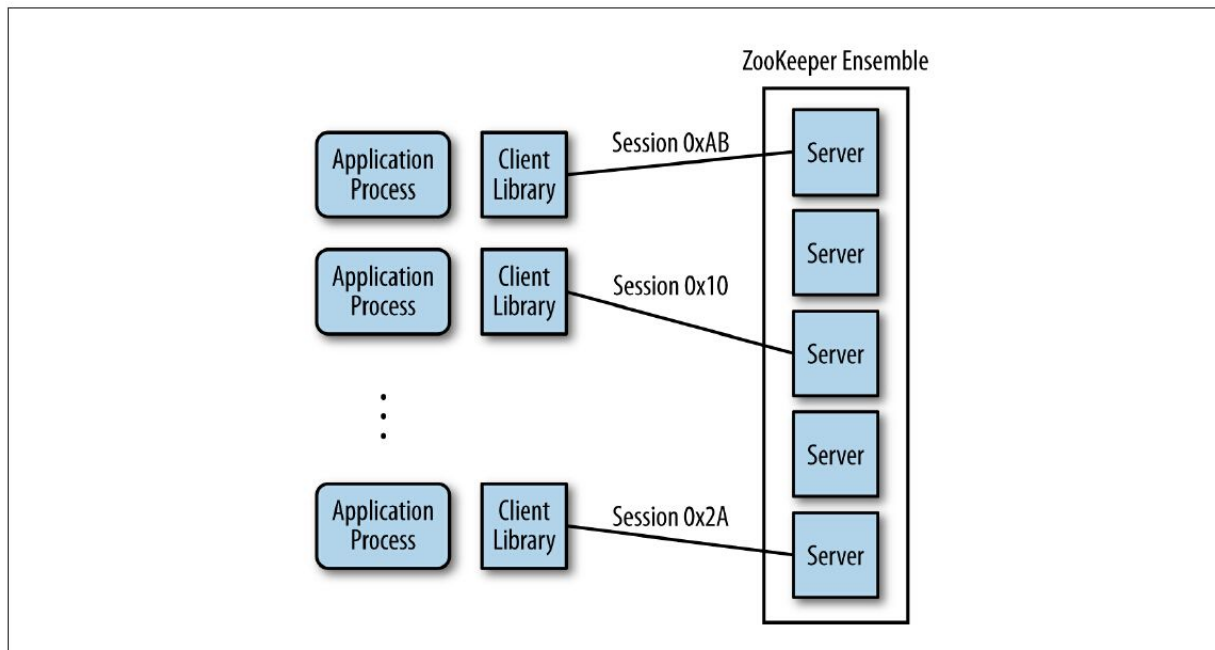 ZooKeeper Ensemble
Application
Process
Client
Library
Session 0xAB
Server
Server
Application
Process
Client
Library
Session 0x10
Server
Server
Application
Process
Client
Library
Session 0x2A
Server